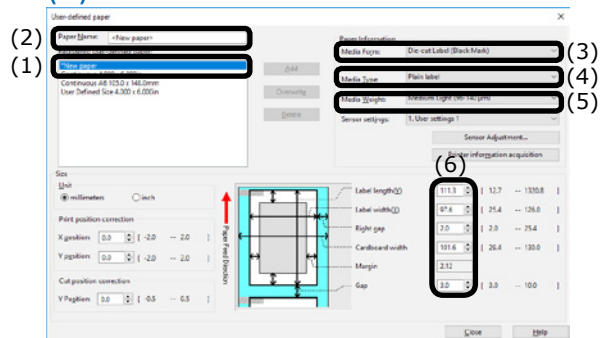 User-defined paper
(2) Paper Name: <New paper>
(1) *New paper
Continuous A6 105.0 x 148.0mm
User Defined Size 4.000 x 6.000in
Add
Overwrite
Delete
Paper Information
Media Form: Die-cut Label (Black Mark) (3)
Media Type: Plain label (4)
Media Weight: Medium Light (5)
Sensor settings: 1. User settings 1
Sensor Adjustment...
Printer information acquisition
(6)
Size
Unit
millimeters inch
Print position correction
X position 0.0 [ -2.0 -- 2.0 ]
Y position 0.0 [ -2.0 -- 2.0 ]
Cut position correction
Y Position 0.0 [ -0.5 -- 0.5 ]
Paper Feed Direction
Label length(Y) 111.3 [ 12.7 -- 1320.8 ]
Label width(X) 97.6 [ 25.4 -- 126.0 ]
Right gap 2.0 [ 2.0 -- 25.4 ]
Cardboard width 101.6 [ 26.4 -- 130.0 ]
Margin 2.12
Gap 3.0 [ 3.0 -- 10.0 ]
Close Help